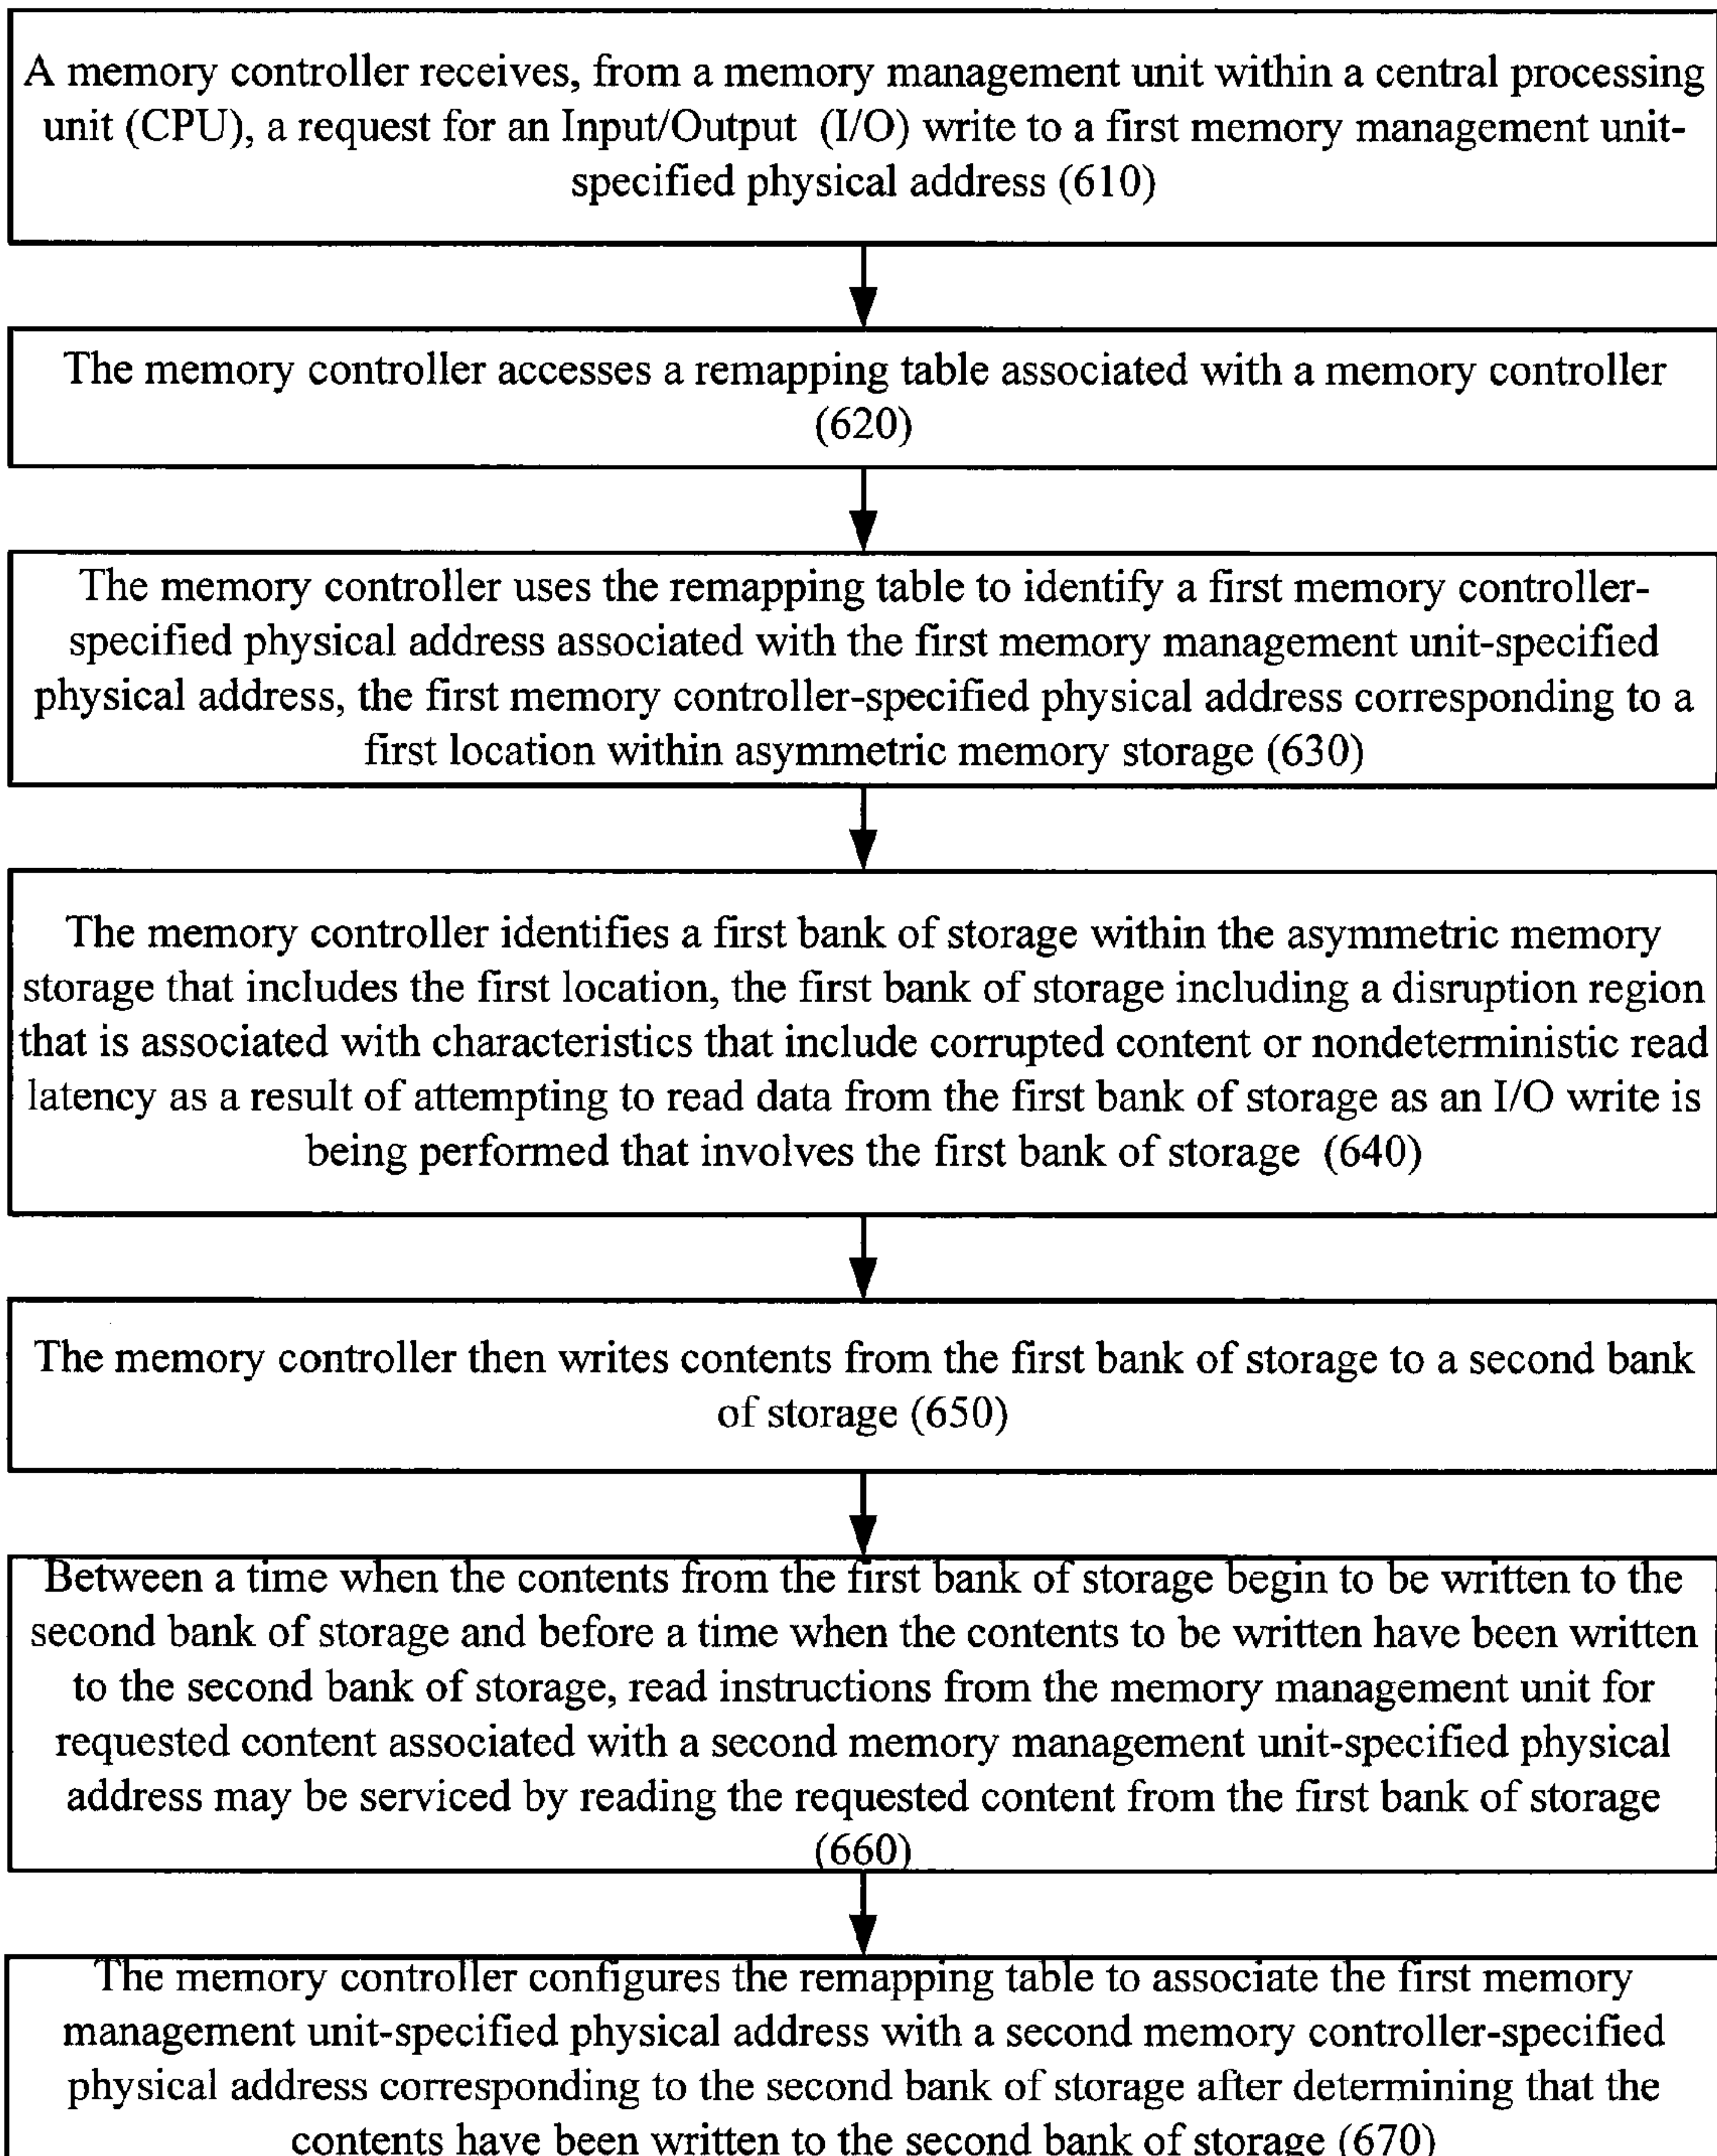 A memory controller receives, from a memory management unit within a central processing
unit (CPU), a request for an Input/Output (I/O) write to a first memory management unit-
specified physical address (610)
The memory controller accesses a remapping table associated with a memory controller
(620)
The memory controller uses the remapping table to identify a first memory controller-
specified physical address associated with the first memory management unit-specified
physical address, the first memory controller-specified physical address corresponding to a
first location within asymmetric memory storage (630)
The memory controller identifies a first bank of storage within the asymmetric memory
storage that includes the first location, the first bank of storage including a disruption region
that is associated with characteristics that include corrupted content or nondeterministic read
latency as a result of attempting to read data from the first bank of storage as an I/O write is
being performed that involves the first bank of storage (640)
The memory controller then writes contents from the first bank of storage to a second bank
of storage (650)
Between a time when the contents from the first bank of storage begin to be written to the
second bank of storage and before a time when the contents to be written have been written
to the second bank of storage, read instructions from the memory management unit for
requested content associated with a second memory management unit-specified physical
address may be serviced by reading the requested content from the first bank of storage
(660)
The memory controller configures the remapping table to associate the first memory
management unit-specified physical address with a second memory controller-specified
physical address corresponding to the second bank of storage after determining that the
contents have been written to the second bank of storage (670)